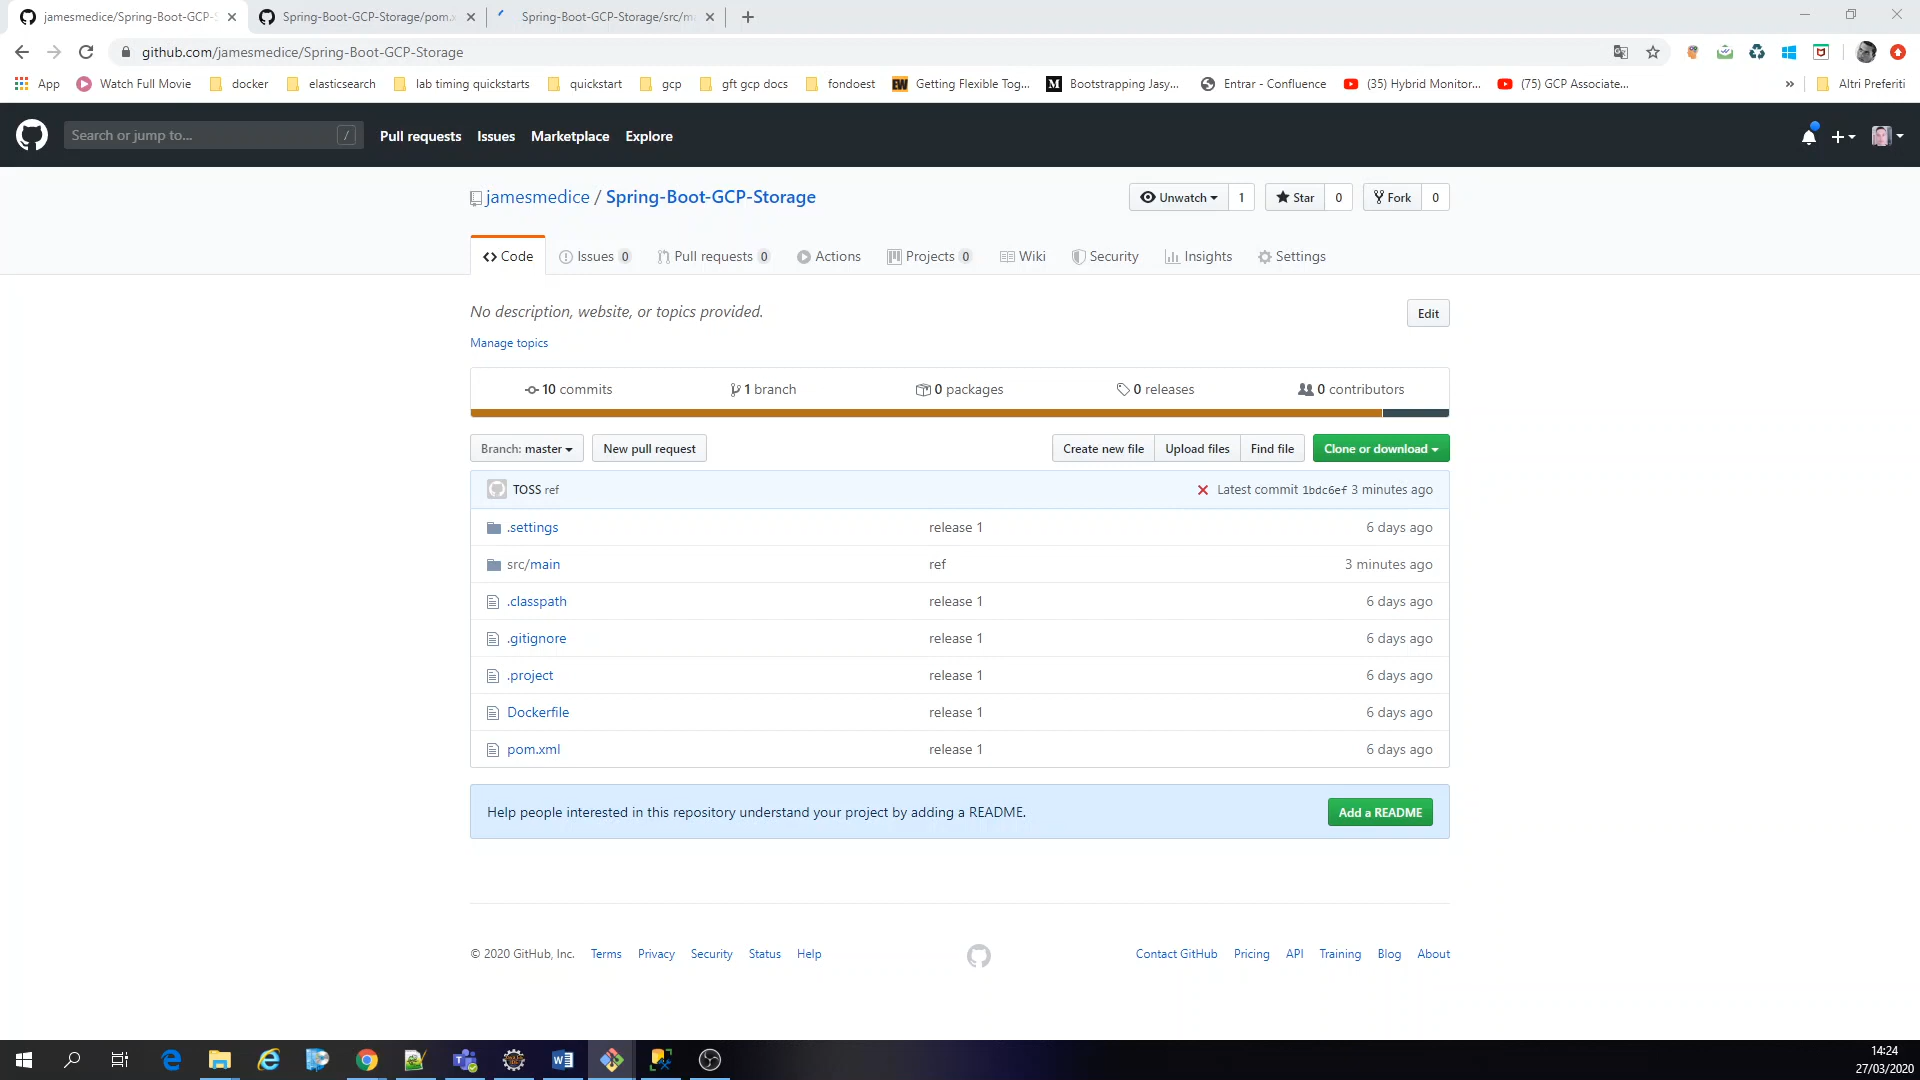 jamesmedice/Spring-Boot-GCP-S
Spring-Boot-GCP-Storage/pom.x
Spring-Boot-GCP-Storage/src/m
github.com/jamesmedice/Spring-Boot-GCP-Storage
App
Watch Full Movie
docker
elasticsearch
lab timing quickstarts
quickstart
gcp
gft gcp docs
fondoest
Getting Flexible Tog...
Bootstrapping Jasy...
Entrar - Confluence
(35) Hybrid Monitor...
(75) GCP Associate...
»
Altri Preferiti
Search or jump to...
/
Pull requests
Issues
Marketplace
Explore
jamesmedice / Spring-Boot-GCP-Storage
Unwatch 1
Star 0
Fork 0
Code
Issues 0
Pull requests 0
Actions
Projects 0
Wiki
Security
Insights
Settings
No description, website, or topics provided.
Edit
Manage topics
10 commits
1 branch
0 packages
0 releases
0 contributors
Branch: master
New pull request
Create new file
Upload files
Find file
Clone or download
TOSS ref
Latest commit 1bdc6ef 3 minutes ago
.settings release 1 6 days ago
src/main ref 3 minutes ago
.classpath release 1 6 days ago
.gitignore release 1 6 days ago
.project release 1 6 days ago
Dockerfile release 1 6 days ago
pom.xml release 1 6 days ago
Help people interested in this repository understand your project by adding a README.
Add a README
© 2020 GitHub, Inc.
Terms
Privacy
Security
Status
Help
Contact GitHub
Pricing
API
Training
Blog
About
14:24
27/03/2020